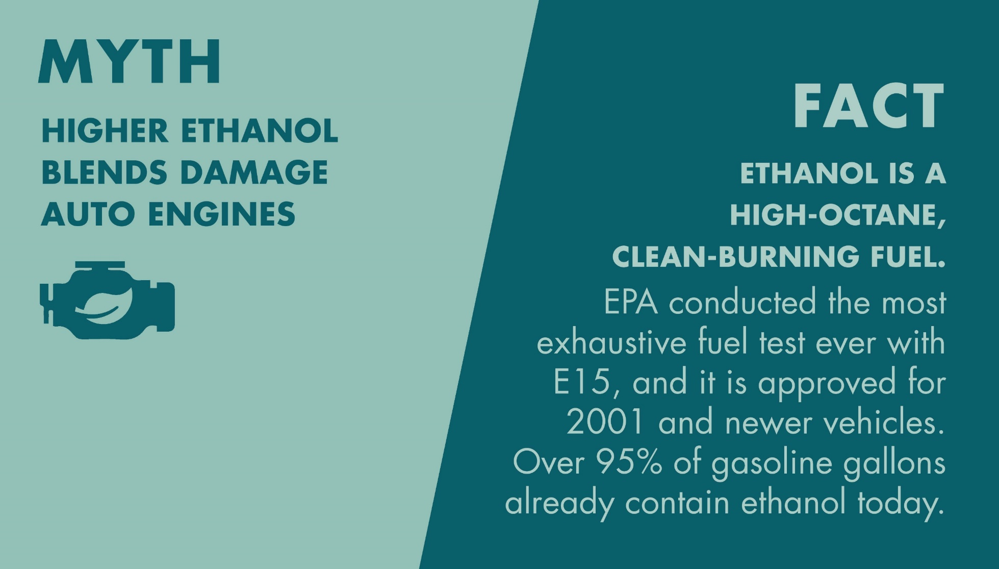 MYTH
HIGHER ETHANOL
BLENDS DAMAGE
AUTO ENGINES
FACT
ETHANOL IS A
HIGH-OCTANE,
CLEAN-BURNING FUEL.
EPA conducted the most
exhaustive fuel test ever with
E15, and it is approved for
2001 and newer vehicles.
Over 95% of gasoline gallons
already contain ethanol today.